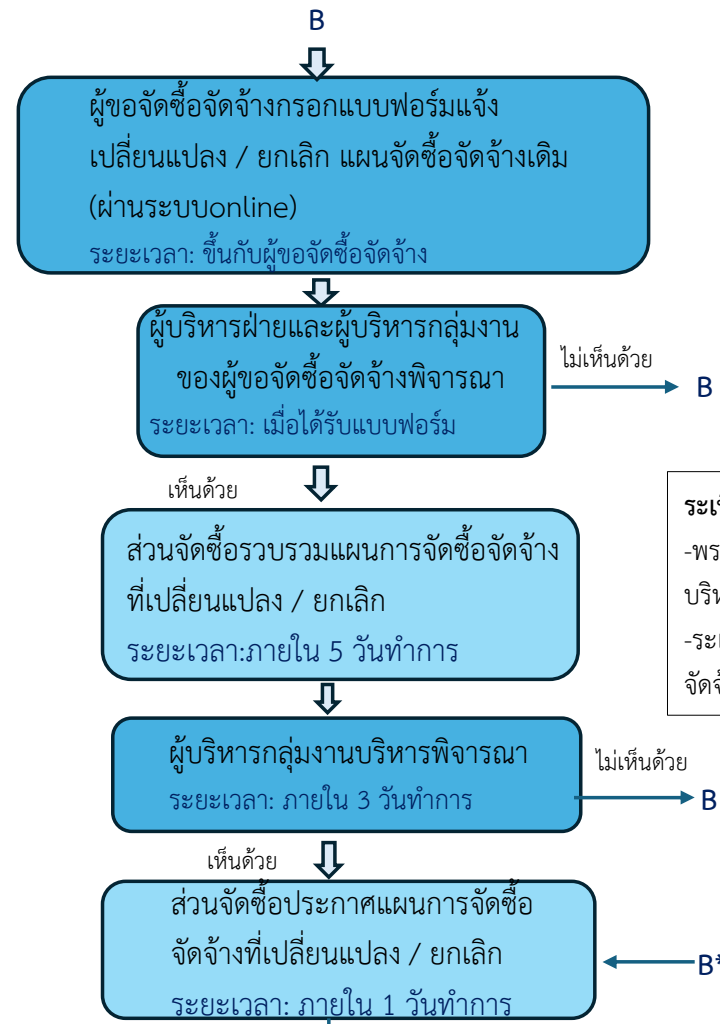 B
ผู้ขอจัดซื้อจัดจ้างกรอกแบบฟอร์มแจ้ง
เปลี่ยนแปลง / ยกเลิก แผนจัดซื้อจัดจ้างเดิม
(ผ่านระบบonline)
ระยะเวลา: ขึ้นกับผู้ขอจัดซื้อจัดจ้าง
ผู้บริหารฝ่ายและผู้บริหารกลุ่มงาน
ของผู้ขอจัดซื้อจัดจ้างพิจารณา
ระยะเวลา: เมื่อได้รับแบบฟอร์ม
ไม่เห็นด้วย
B
เห็นด้วย
ส่วนจัดซื้อรวบรวมแผนการจัดซื้อจัดจ้าง
ที่เปลี่ยนแปลง / ยกเลิก
ระยะเวลา:ภายใน 5 วันทำการ
-พร
บริห
ผู้บริหารกลุ่มงานบริหารพิจารณา
ระยะเวลา: ภายใน 3 วันทำการ
ไม่เห็นด้วย
B
เห็นด้วย
ส่วนจัดซื้อประกาศแผนการจัดซื้อ
จัดจ้างที่เปลี่ยนแปลง / ยกเลิก
ระยะเวลา: ภายใน 1 วันทำการ
B*